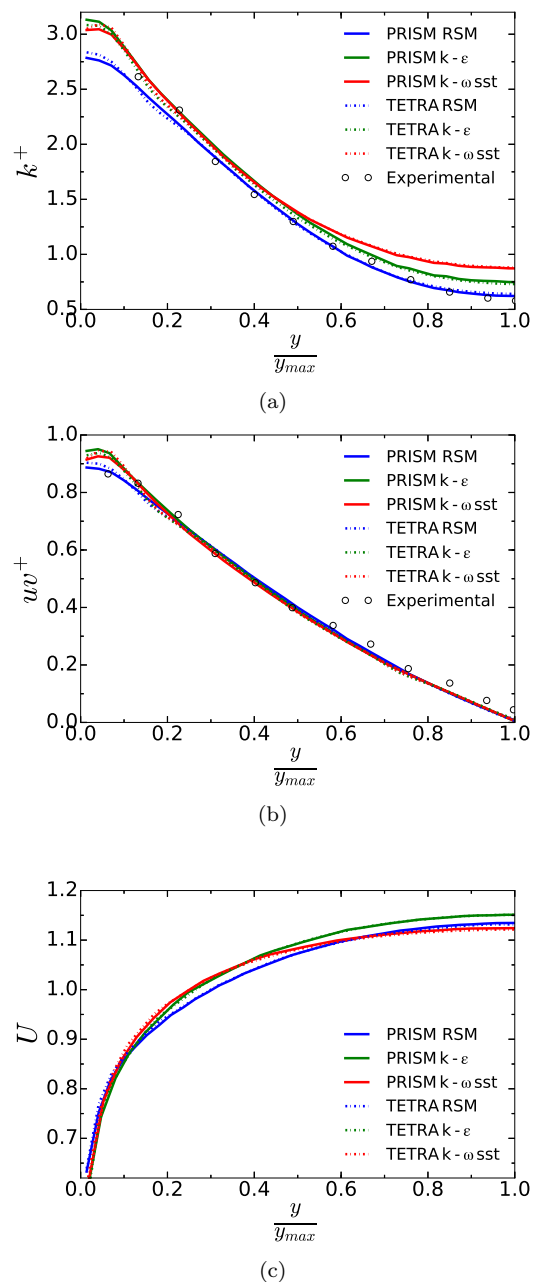 3.0
2.5
2.0
1.5
1.0
0.5
k⁺
PRISM RSM
PRISM k - ε
PRISM k - ω sst
TETRA RSM
TETRA k - ε
TETRA k - ω sst
Experimental
0.0 0.2 0.4 0.6 0.8 1.0
y
y_max
(a)
1.0
0.8
0.6
0.4
0.2
0.0
uv⁺
PRISM RSM
PRISM k - ε
PRISM k - ω sst
TETRA RSM
TETRA k - ε
TETRA k - ω sst
Experimental
0.0 0.2 0.4 0.6 0.8 1.0
y
y_max
(b)
1.2
1.1
1.0
0.9
0.8
0.7
U
PRISM RSM
PRISM k - ε
PRISM k - ω sst
TETRA RSM
TETRA k - ε
TETRA k - ω sst
0.0 0.2 0.4 0.6 0.8 1.0
y
y_max
(c)